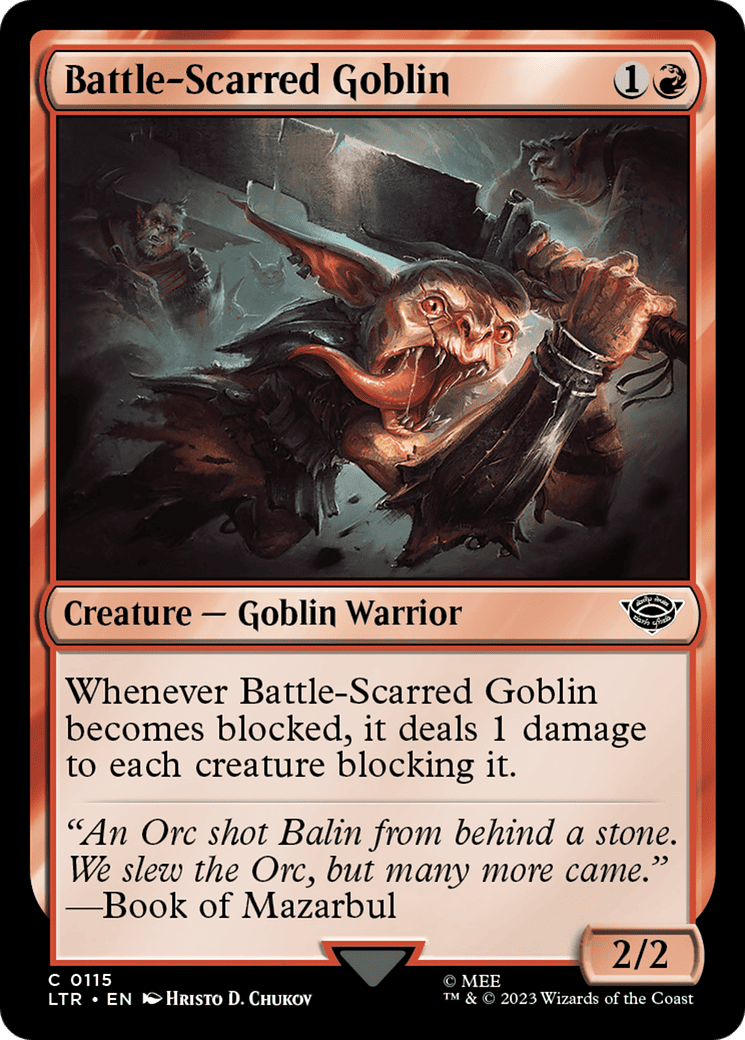 Battle-Scarred Goblin 1
Creature — Goblin Warrior
Whenever Battle-Scarred Goblin
becomes blocked, it deals 1 damage
to each creature blocking it.
“An Orc shot Balin from behind a stone.
We slew the Orc, but many more came.”
—Book of Mazarbul
2/2
C 0115
LTR • EN Hristo D. Chukov
© MEE
™ & © 2023 Wizards of the Coast